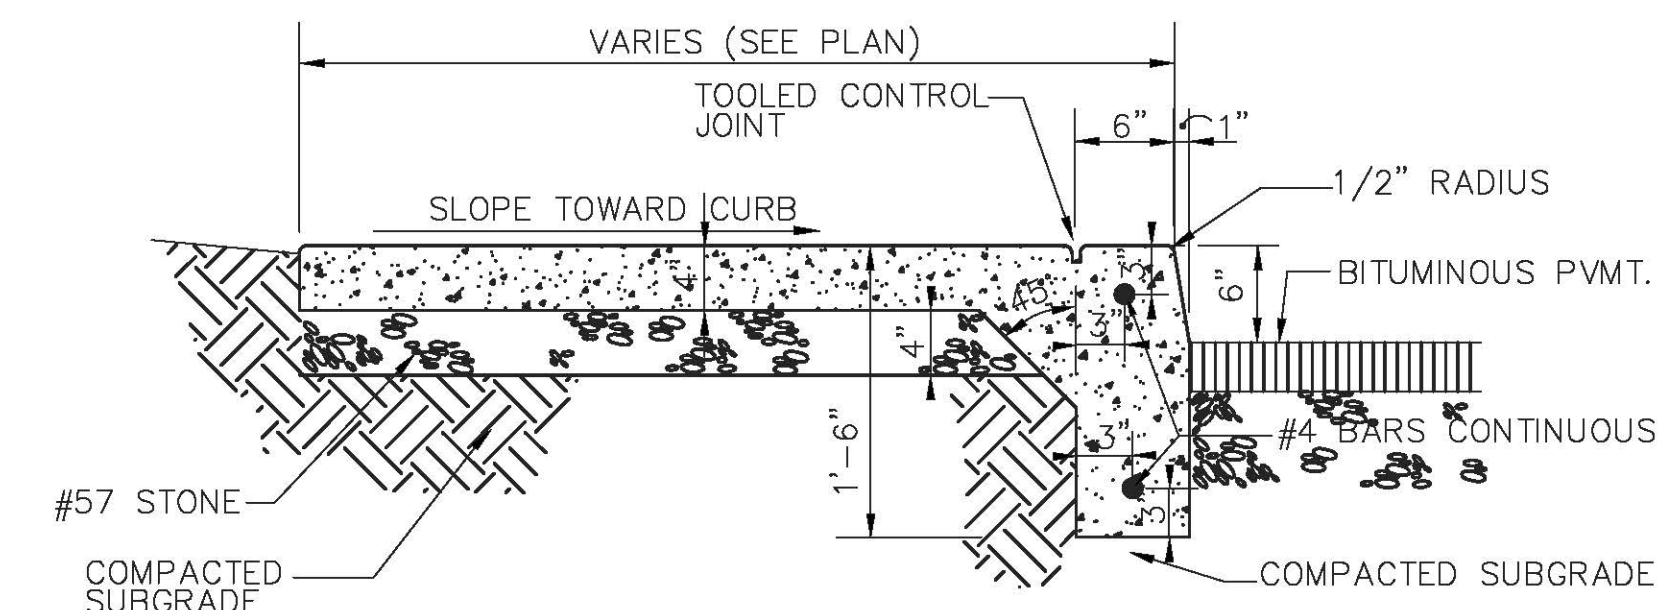 VARIES (SEE PLAN)
TOOLED CONTROL
JOINT
6"
1"
1/2" RADIUS
SLOPE TOWARD CURB
3"
4"
45°
6"
BITUMINOUS PVMT.
3"
4"
1'-6"
3"
#4 BARS CONTINUOUS
#57 STONE
3"
COMPACTED
SUBGRADE
COMPACTED SUBGRADE